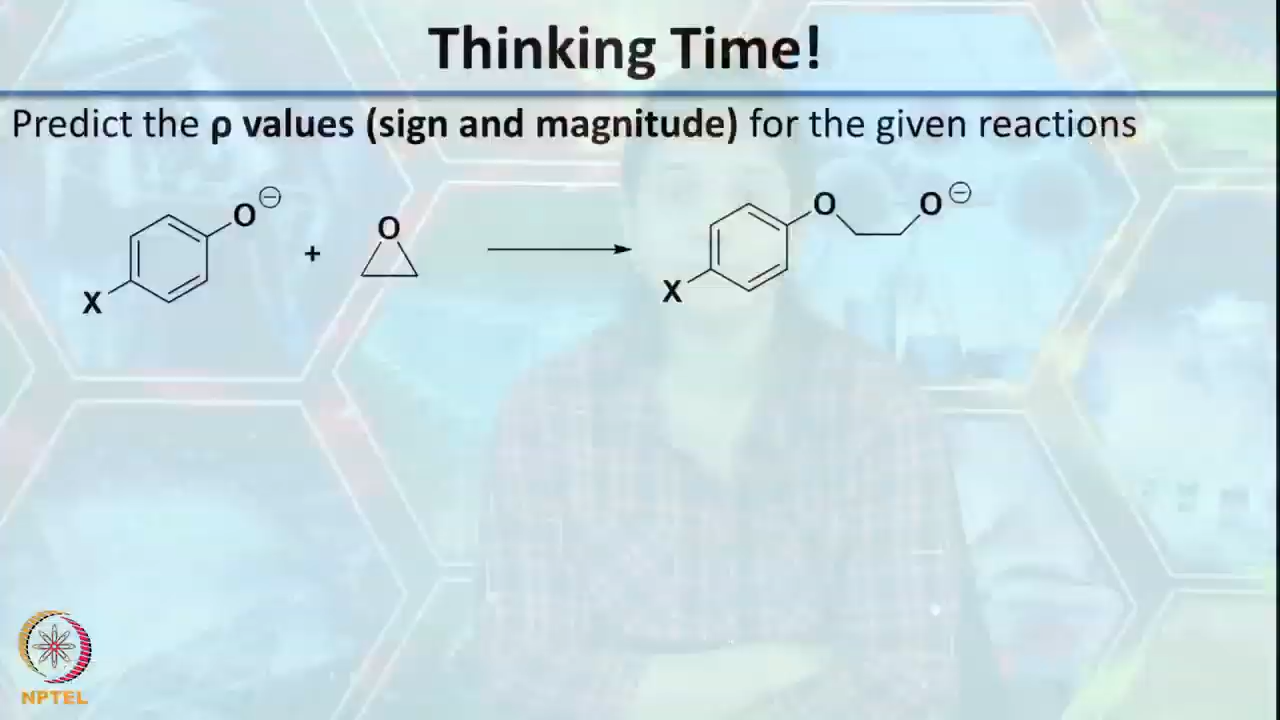 Thinking Time!
Predict the ρ values (sign and magnitude) for the given reactions
O ⊖
X
+
O
O
O ⊖
X
NPTEL